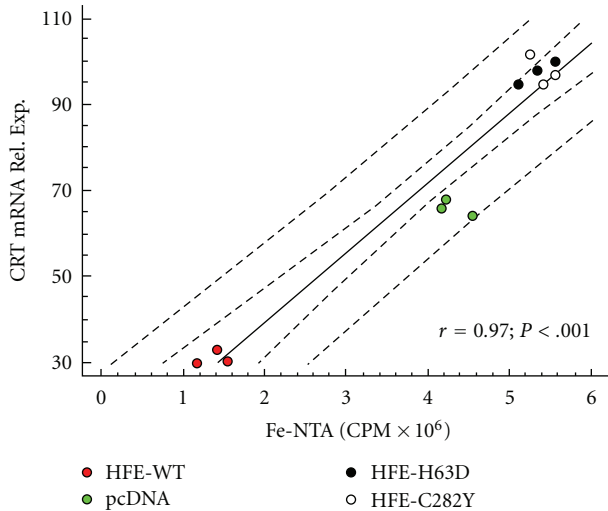 110
90
70
50
30
CRT mRNA Rel. Exp.
r = 0.97; P < .001
0 1 2 3 4 5 6
Fe-NTA (CPM × 10⁶)
HFE-WT
pcDNA
HFE-H63D
HFE-C282Y